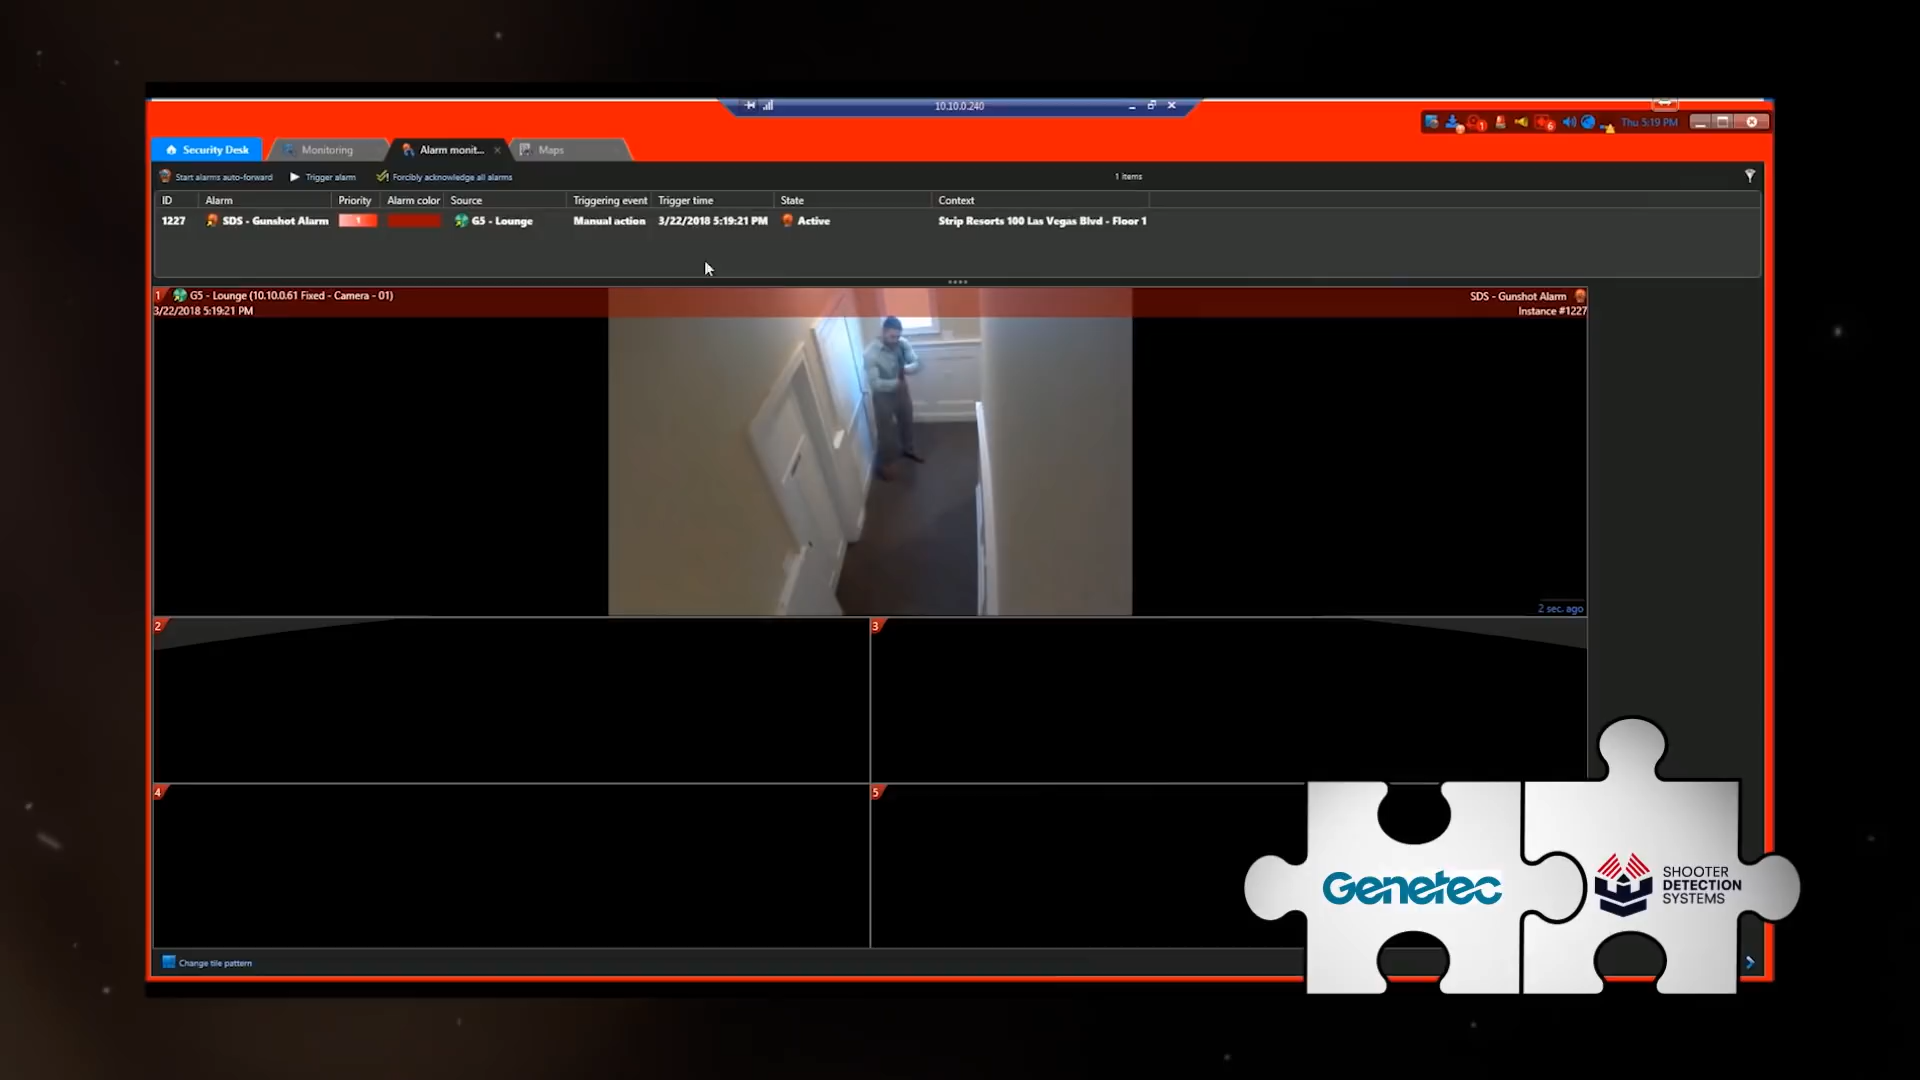 10.10.0.240
1
6
Thu 5:19 PM
Security Desk
Monitoring
Alarm monit...
Maps
Start alarms auto-forward
Trigger alarm
Forcibly acknowledge all alarms
1 items
ID Alarm Priority Alarm color Source Triggering event Trigger time State Context
1227 SDS - Gunshot Alarm 1 G5 - Lounge Manual action 3/22/2018 5:19:21 PM Active Strip Resorts 100 Las Vegas Blvd - Floor 1
1 G5 - Lounge (10.10.0.61 Fixed - Camera - 01)
3/22/2018 5:19:21 PM
SDS - Gunshot Alarm
Instance #1227
2 sec. ago
2
3
4
5
Genetec
SHOOTER
DETECTION
SYSTEMS
Change tile pattern